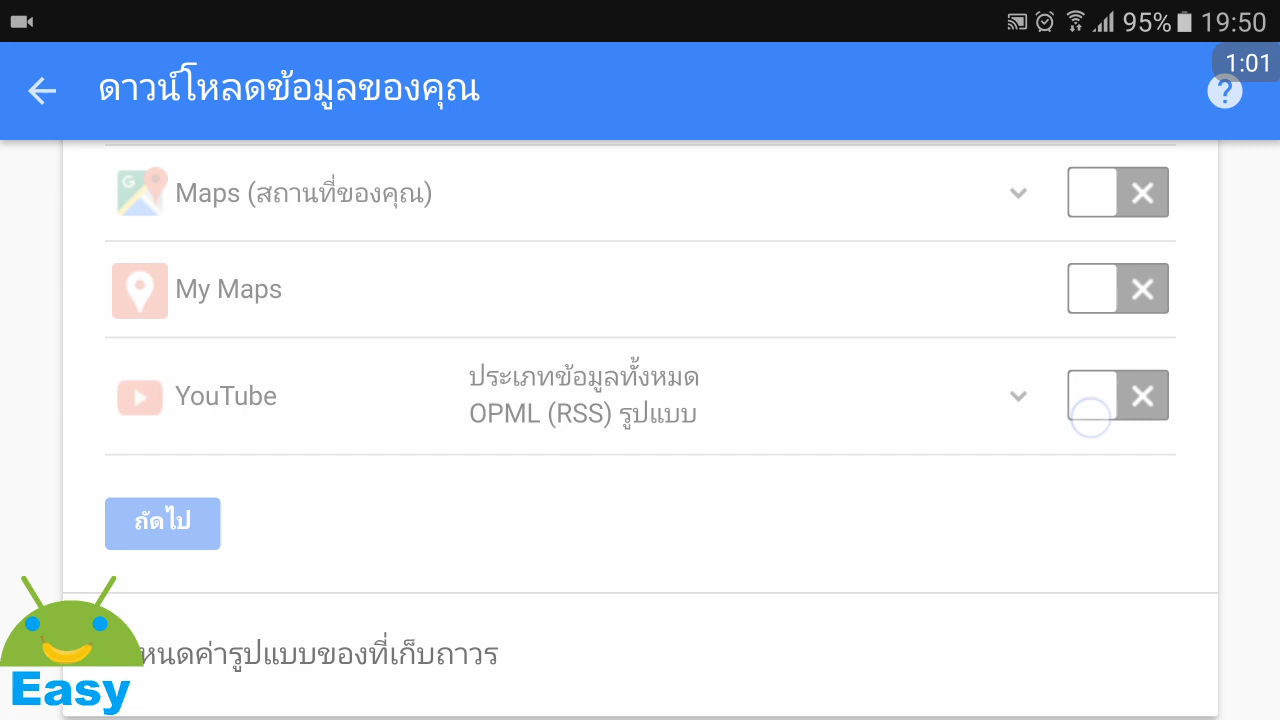 95% 19:50
1:01
ดาวน์โหลดข้อมูลของคุณ
Maps (สถานที่ของคุณ)
My Maps
YouTube
ประเภทข้อมูลทั้งหมด
OPML (RSS) รูปแบบ
ถัดไป
หนดค่ารูปแบบของที่เก็บถาวร
Easy